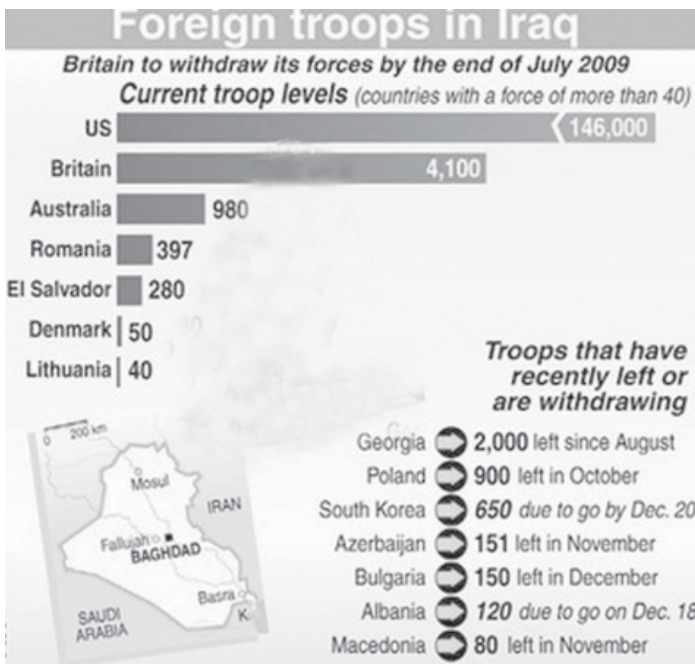 Foreign troops in Iraq
Britain to withdraw its forces by the end of July 2009
Current troop levels (countries with a force of more than 40)
US 146,000
Britain 4,100
Australia 980
Romania 397
El Salvador 280
Denmark 50
Lithuania 40
Troops that have
recently left or
are withdrawing
Georgia 2,000 left since August
Poland 900 left in October
South Korea 650 due to go by Dec. 20
Azerbaijan 151 left in November
Bulgaria 150 left in December
Albania 120 due to go on Dec. 18
Macedonia 80 left in November
0 200 km
Mosul
IRAN
Fallujah
BAGHDAD
Basra
K
SAUDI
ARABIA